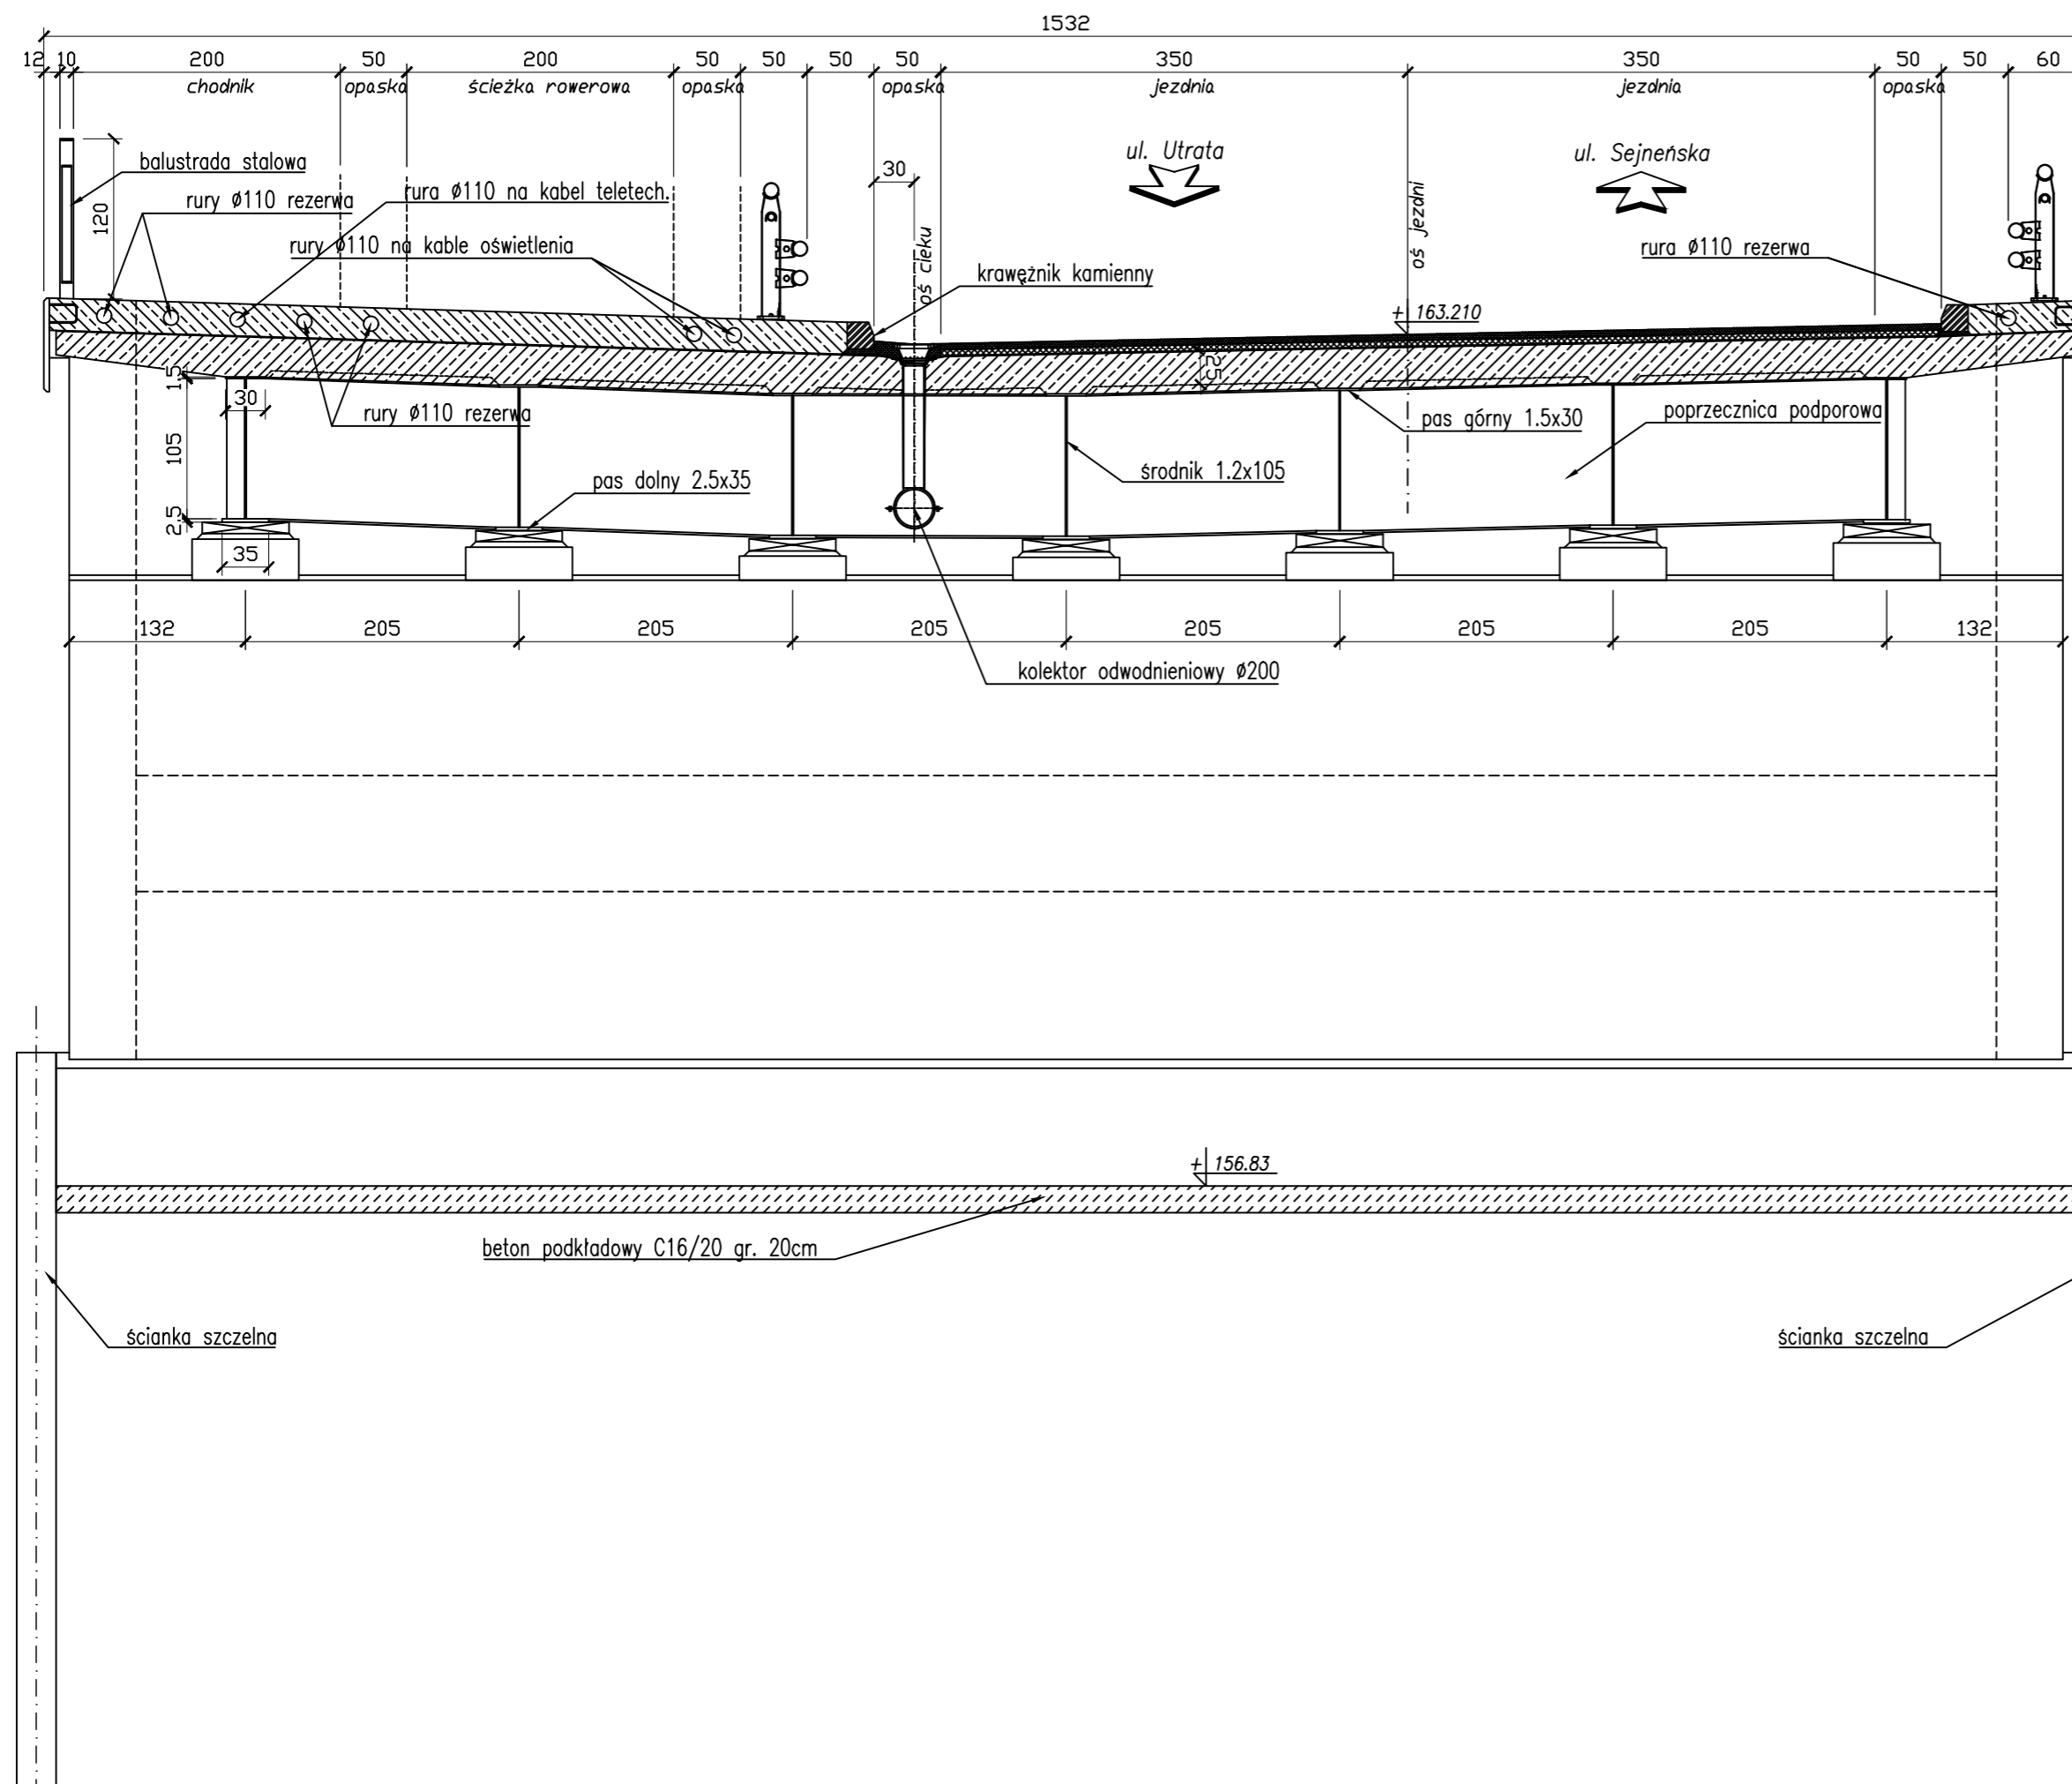 1532
12 10 200 50 200 50 50 50 50 350 350 50 50 60
chodnik opaska ścieżka rowerowa opaska opaska jezdnia jezdnia opaska
balustrada stalowa
rury ø110 rezerwa
120
rura ø110 na kabel teletech.
rury ø110 na kable oświetlenia
30
oś cieku
krawężnik kamienny
ul. Utrata
oś jezdni
ul. Sejneńska
+ 163.210
rura ø110 rezerwa
1,5
30
105
2,5
35
rury ø110 rezerwa
25
pas dolny 2.5x35
środnik 1.2x105
pas górny 1.5x30
poprzecznica podporowa
132 205 205 205 205 205 205 132
kolektor odwodnieniowy ø200
+ 156.83
beton podkładowy C16/20 gr. 20cm
ścianka szczelna
ścianka szczelna